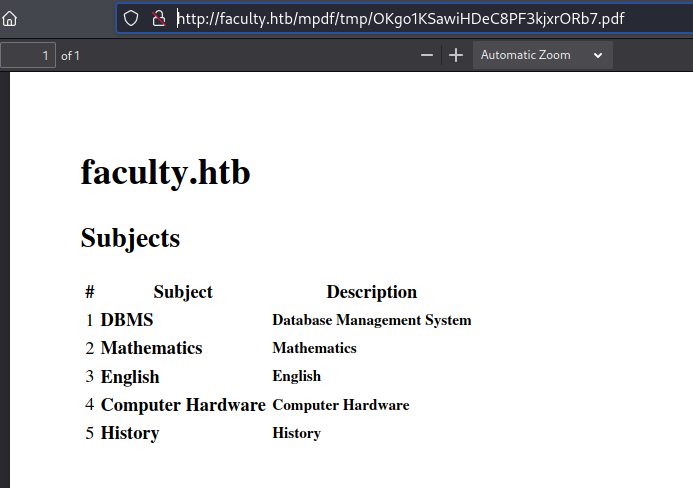 http://faculty.htb/mpdf/tmp/OKgo1KSawiHDeC8PF3kjxrORb7.pdf
1 of 1 Automatic Zoom
faculty.htb
Subjects
# Subject Description
1 DBMS Database Management System
2 Mathematics Mathematics
3 English English
4 Computer Hardware Computer Hardware
5 History History